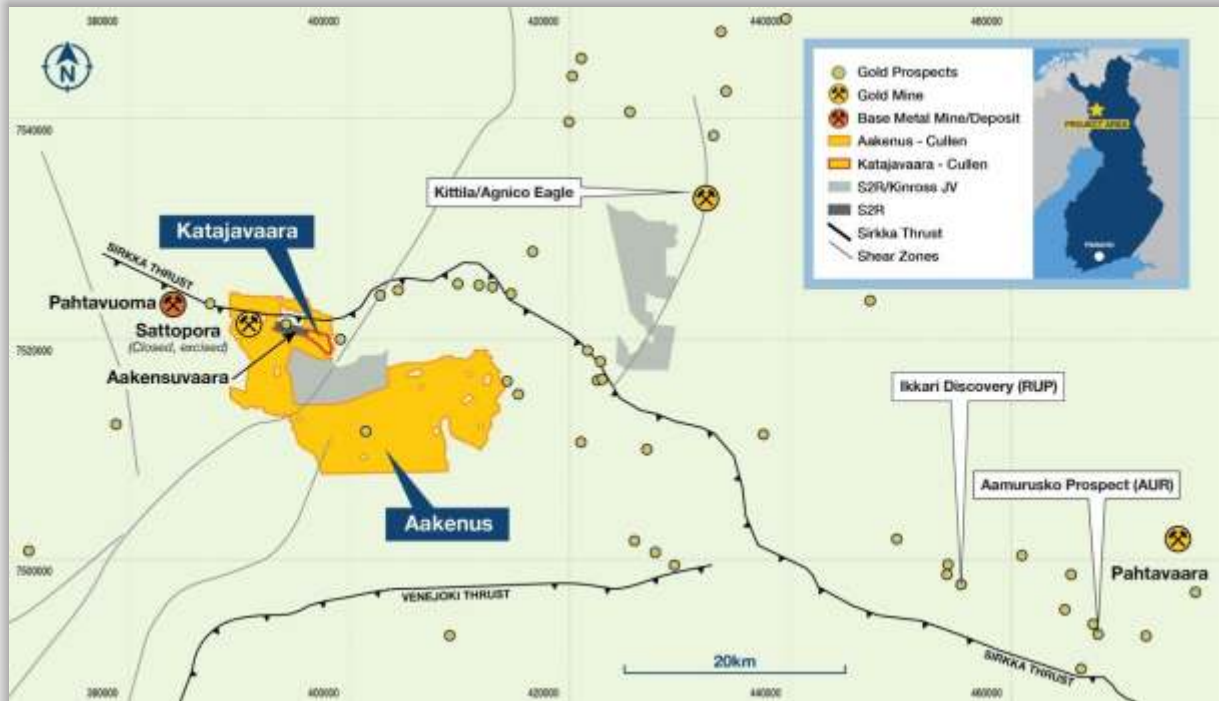 380000
400000
420000
440000
460000
N
7540000
7520000
7500000
Gold Prospects
Gold Mine
Base Metal Mine/Deposit
Aakenus - Cullen
Katajavaara - Cullen
S2R/Kinross JV
S2R
Sirkka Thrust
Shear Zones
PROJECT AREA
Helsinki
Kittila/Agnico Eagle
Katajavaara
SIRKKA THRUST
Pahtavuoma
Sattopora
(Closed, excised)
Aakensuvaara
Ikkari Discovery (RUP)
Aamurusko Prospect (AUR)
Aakenus
Pahtavaara
VENEJOKI THRUST
20km
SIRKKA THRUST
380000
400000
420000
440000
460000